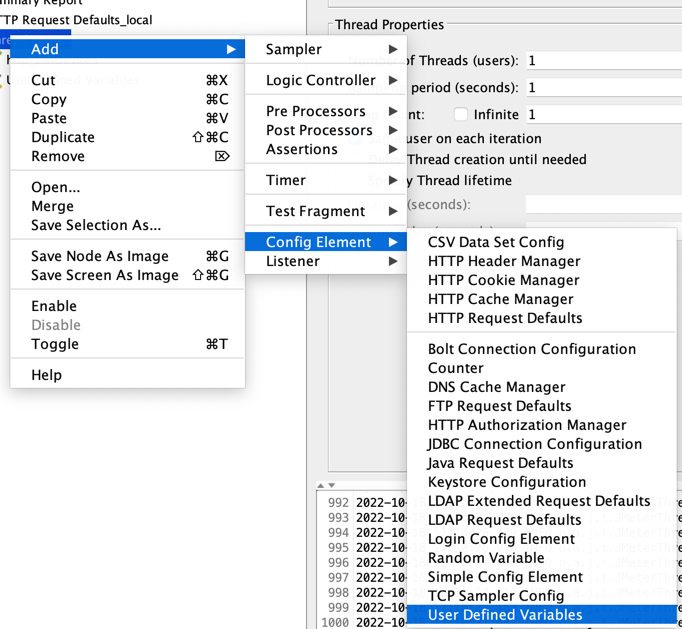 mmary Report
TTP Request Defaults_local
Add
Cut ⌘X
Copy ⌘C
Paste ⌘V
Duplicate ⇧⌘C
Remove ⌦
Open...
Merge
Save Selection As...
Save Node As Image ⌘G
Save Screen As Image ⇧⌘G
Enable
Disable
Toggle ⌘T
Help
Sampler
Logic Controller
Pre Processors
Post Processors
Assertions
Timer
Test Fragment
Config Element
Listener
CSV Data Set Config
HTTP Header Manager
HTTP Cookie Manager
HTTP Cache Manager
HTTP Request Defaults
Bolt Connection Configuration
Counter
DNS Cache Manager
FTP Request Defaults
HTTP Authorization Manager
JDBC Connection Configuration
Java Request Defaults
Keystore Configuration
LDAP Extended Request Defaults
LDAP Request Defaults
Login Config Element
Random Variable
Simple Config Element
TCP Sampler Config
User Defined Variables
Thread Properties
Number of Threads (users): 1
period (seconds): 1
nt: Infinite 1
user on each iteration
Thread creation until needed
Specify Thread lifetime
(seconds):
992 2022-10-
993 2022-10-
994 2022-10-
995 2022-10-
996 2022-10-
997 2022-10-
998 2022-10-
999 2022-10-
1000 2022-10-